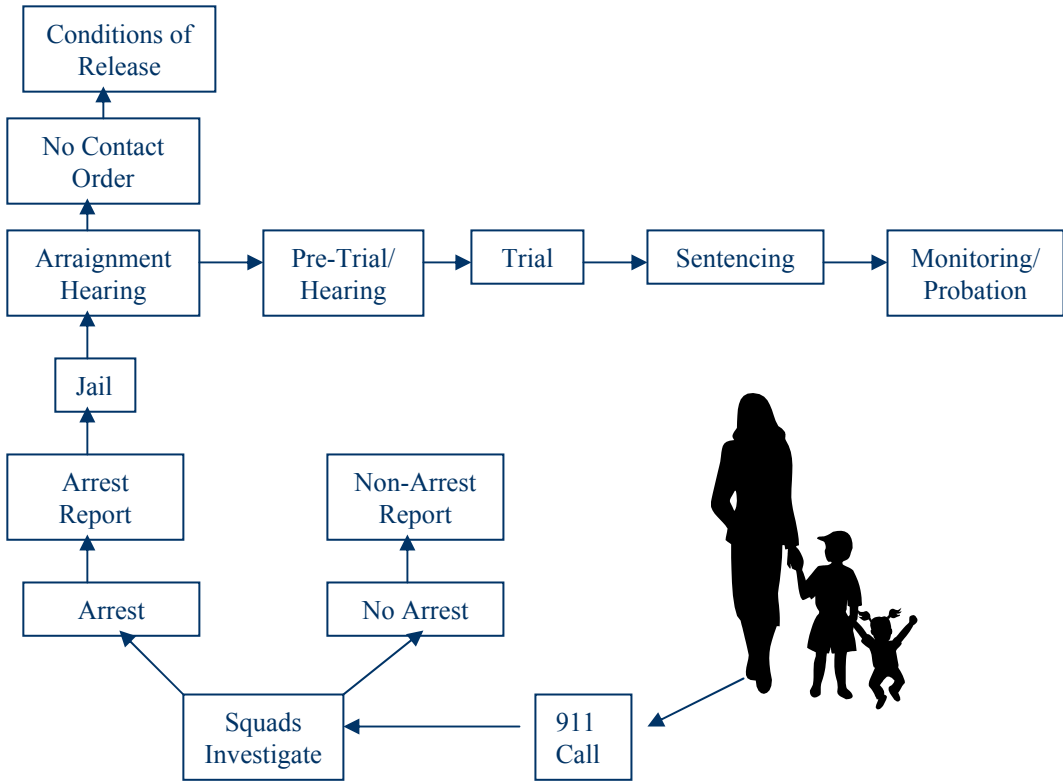 Conditions of
Release
No Contact
Order
Arraignment
Hearing
Pre-Trial/
Hearing
Trial
Sentencing
Monitoring/
Probation
Jail
Arrest
Report
Non-Arrest
Report
Arrest
No Arrest
Squads
Investigate
911
Call